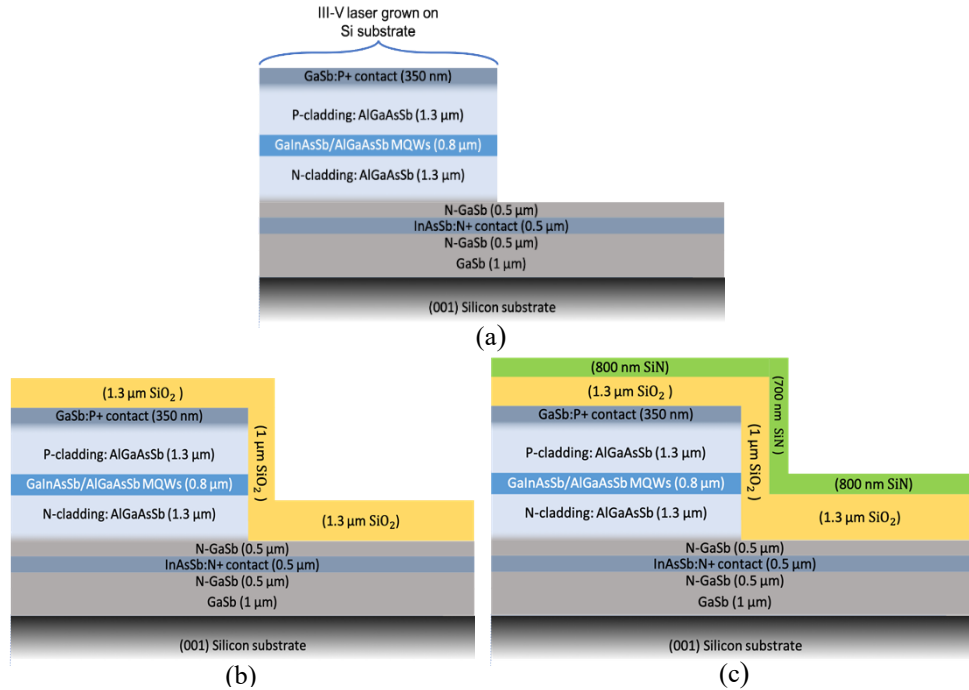 III-V laser grown on
Si substrate
GaSb:P+ contact (350 nm)
P-cladding: AlGaAsSb (1.3 μm)
GaInAsSb/AlGaAsSb MQWs (0.8 μm)
N-cladding: AlGaAsSb (1.3 μm)
N-GaSb (0.5 μm)
InAsSb:N+ contact (0.5 μm)
N-GaSb (0.5 μm)
GaSb (1 μm)
(001) Silicon substrate
(a)
(1.3 μm SiO₂)
GaSb:P+ contact (350 nm)
P-cladding: AlGaAsSb (1.3 μm)
GaInAsSb/AlGaAsSb MQWs (0.8 μm)
N-cladding: AlGaAsSb (1.3 μm)
(1 μm SiO₂)
(1.3 μm SiO₂)
N-GaSb (0.5 μm)
InAsSb:N+ contact (0.5 μm)
N-GaSb (0.5 μm)
GaSb (1 μm)
(001) Silicon substrate
(b)
(800 nm SiN)
(1.3 μm SiO₂)
GaSb:P+ contact (350 nm)
P-cladding: AlGaAsSb (1.3 μm)
GaInAsSb/AlGaAsSb MQWs (0.8 μm)
N-cladding: AlGaAsSb (1.3 μm)
(1 μm SiO₂)
(700 nm SiN)
(800 nm SiN)
(1.3 μm SiO₂)
N-GaSb (0.5 μm)
InAsSb:N+ contact (0.5 μm)
N-GaSb (0.5 μm)
GaSb (1 μm)
(001) Silicon substrate
(c)